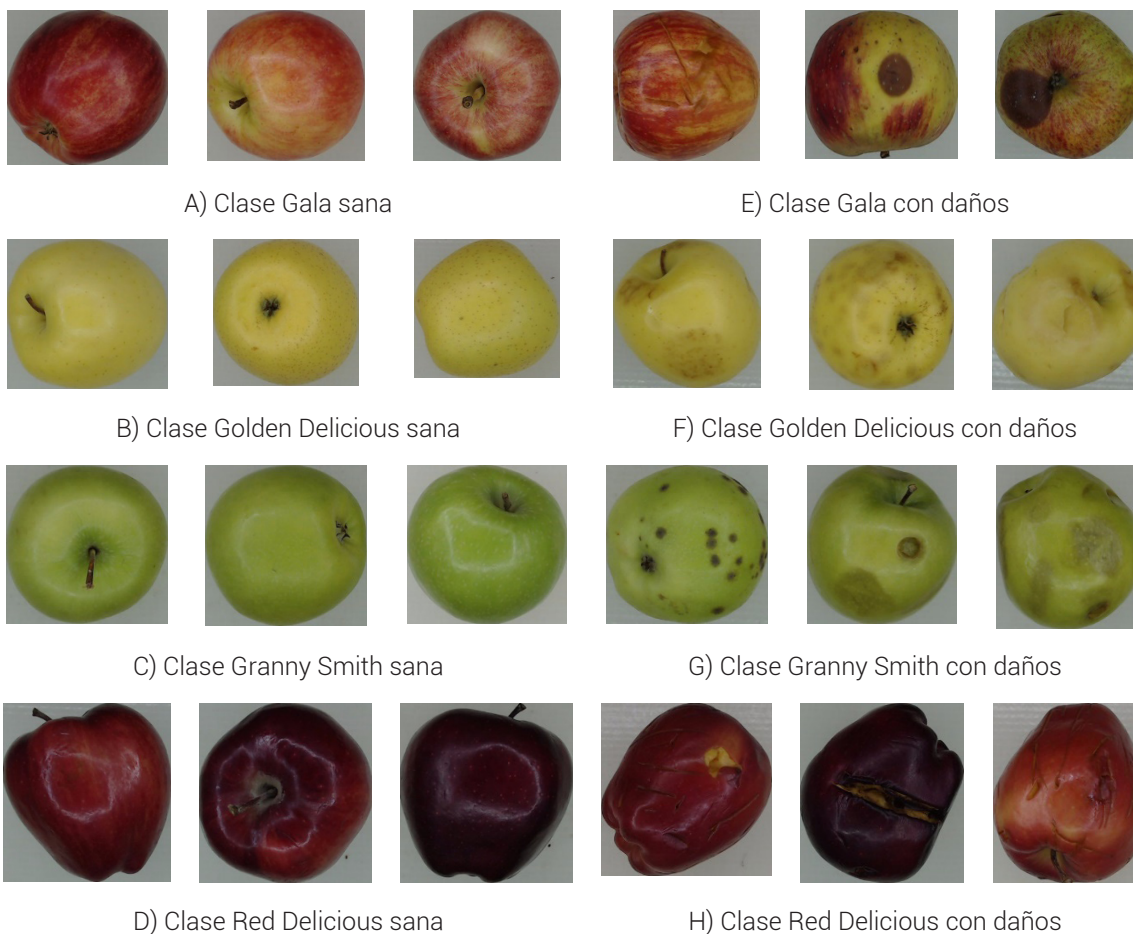 A) Clase Gala sana
E) Clase Gala con daños
B) Clase Golden Delicious sana
F) Clase Golden Delicious con daños
C) Clase Granny Smith sana
G) Clase Granny Smith con daños
D) Clase Red Delicious sana
H) Clase Red Delicious con daños